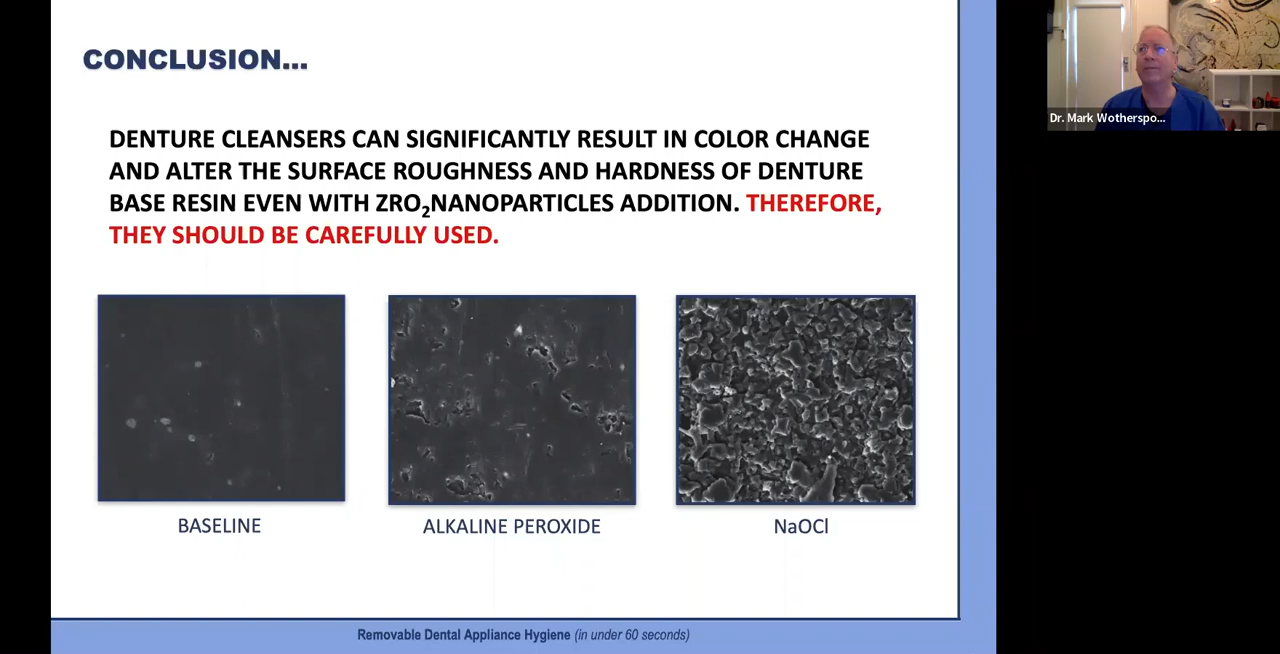 CONCLUSION...
DENTURE CLEANSERS CAN SIGNIFICANTLY RESULT IN COLOR CHANGE
AND ALTER THE SURFACE ROUGHNESS AND HARDNESS OF DENTURE
BASE RESIN EVEN WITH ZRO₂NANOPARTICLES ADDITION. THEREFORE,
THEY SHOULD BE CAREFULLY USED.
BASELINE
ALKALINE PEROXIDE
NaOCl
Removable Dental Appliance Hygiene (in under 60 seconds)
Dr. Mark Wotherspo...